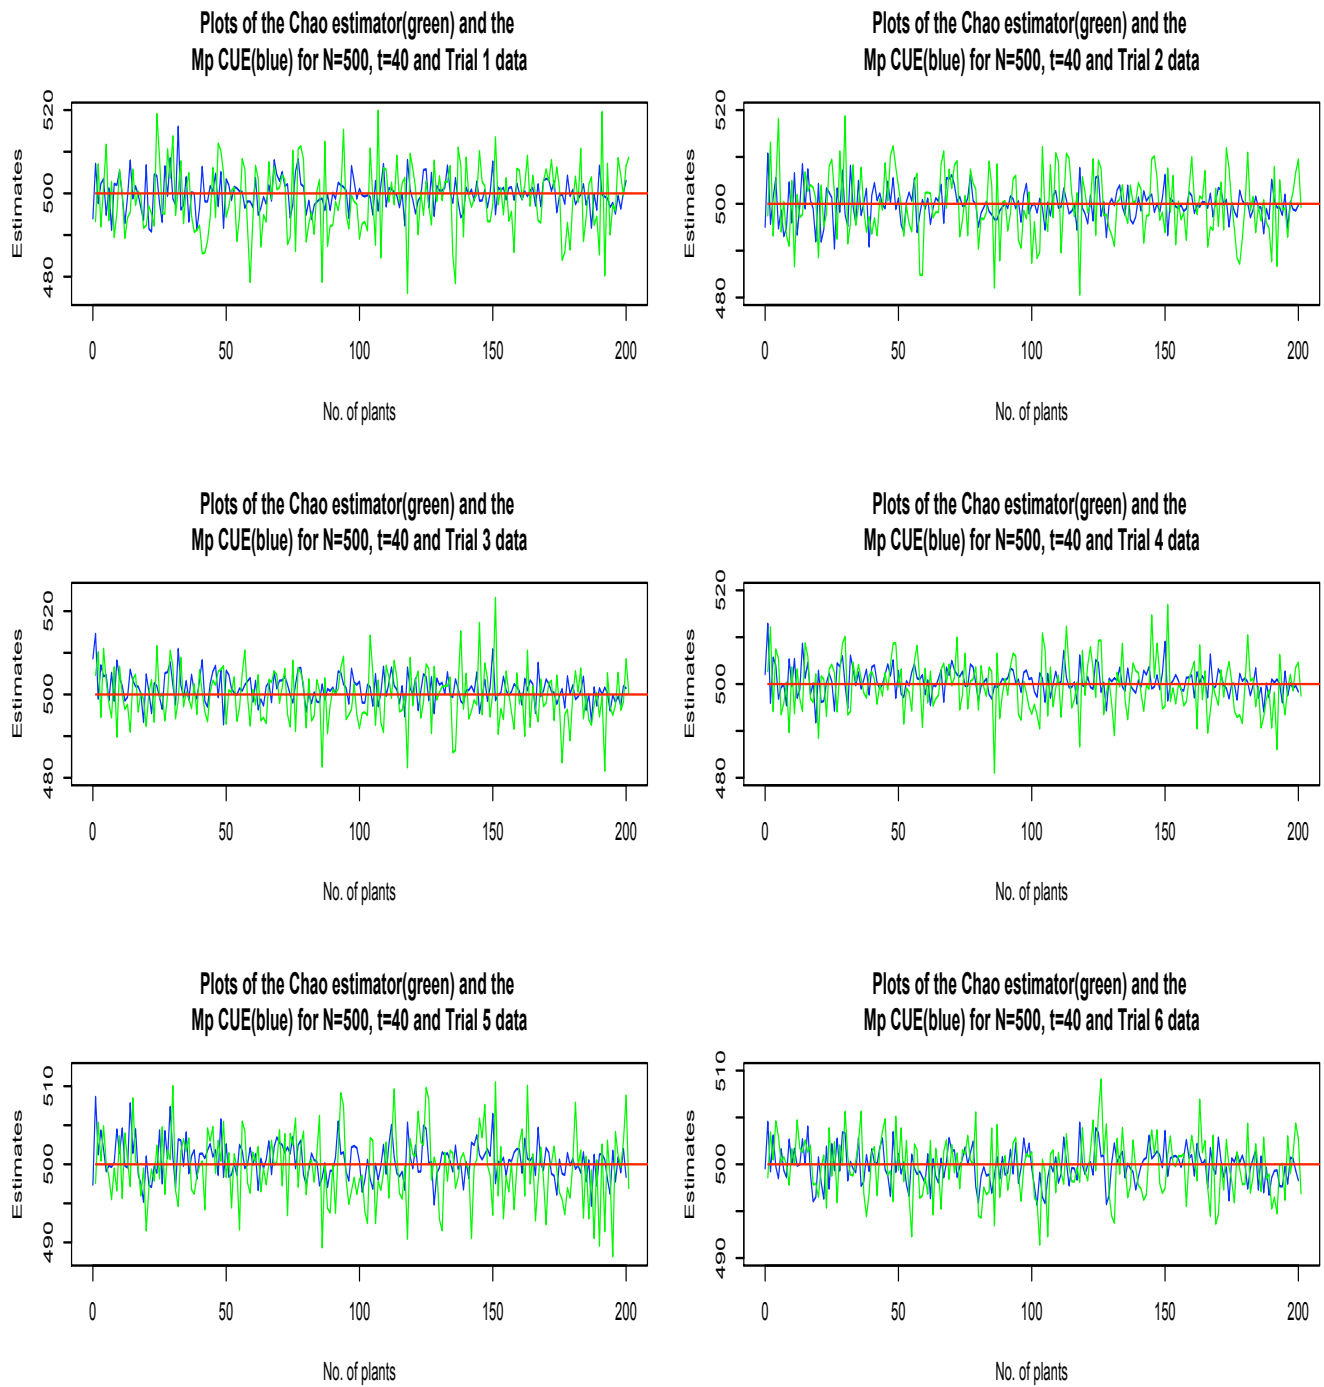 Plots of the Chao estimator(green) and the
Mp CUE(blue) for N=500, t=40 and Trial 1 data
Estimates
520
500
480
0 50 100 150 200
No. of plants
Plots of the Chao estimator(green) and the
Mp CUE(blue) for N=500, t=40 and Trial 2 data
Estimates
520
500
480
0 50 100 150 200
No. of plants
Plots of the Chao estimator(green) and the
Mp CUE(blue) for N=500, t=40 and Trial 3 data
Estimates
520
500
480
0 50 100 150 200
No. of plants
Plots of the Chao estimator(green) and the
Mp CUE(blue) for N=500, t=40 and Trial 4 data
Estimates
520
500
480
0 50 100 150 200
No. of plants
Plots of the Chao estimator(green) and the
Mp CUE(blue) for N=500, t=40 and Trial 5 data
Estimates
510
500
490
0 50 100 150 200
No. of plants
Plots of the Chao estimator(green) and the
Mp CUE(blue) for N=500, t=40 and Trial 6 data
Estimates
510
500
490
0 50 100 150 200
No. of plants